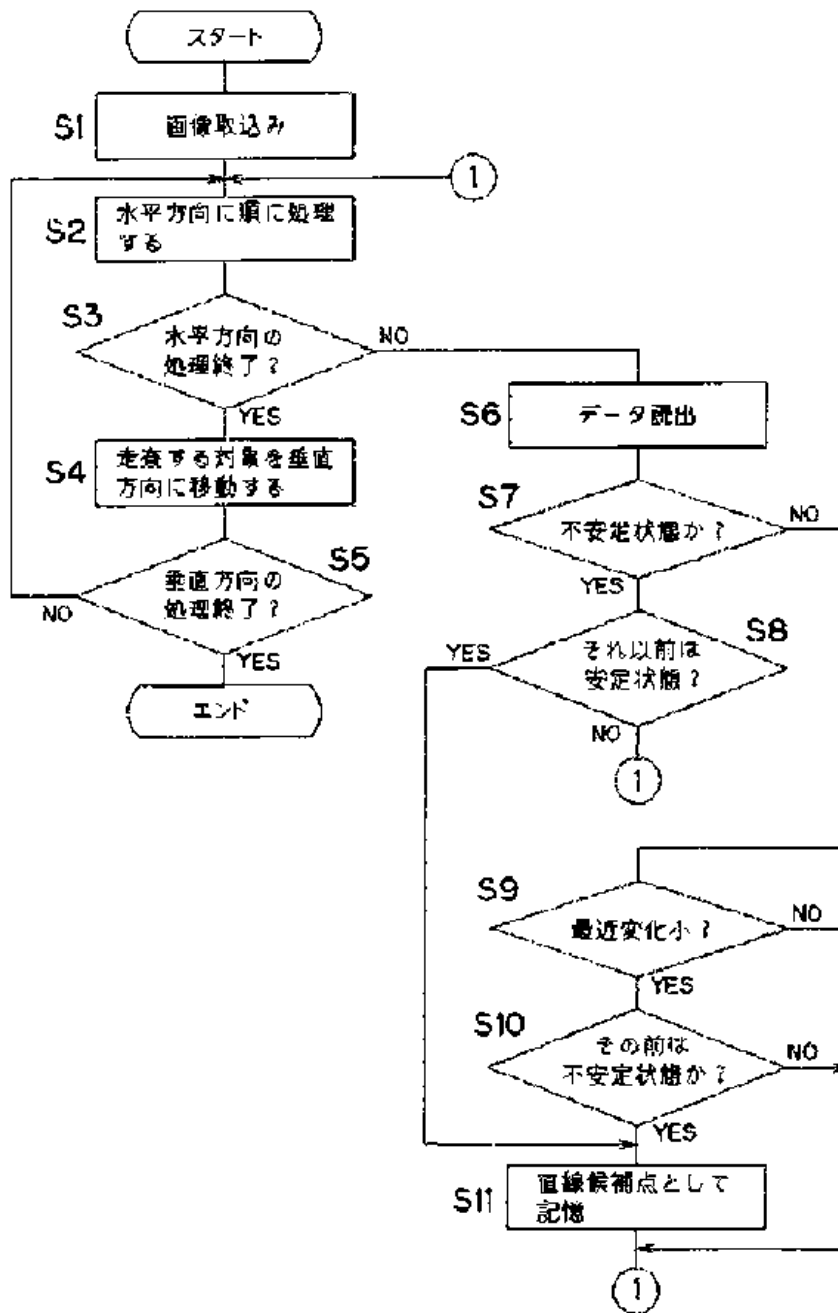 スタート
S1
画像取込み
1
S2
水平方向に順に処理
する
S3
水平方向の
処理終了?
NO
YES
S4
走査する対象を垂直
方向に移動する
S5
垂直方向の
処理終了?
NO
YES
エンド
S6
データ読出
S7
不安定状態か?
NO
YES
S8
それ以前は
安定状態?
YES
NO
1
S9
最近変化小?
NO
YES
S10
その前は
不安定状態か?
NO
YES
S11
直線候補点として
記憶
1